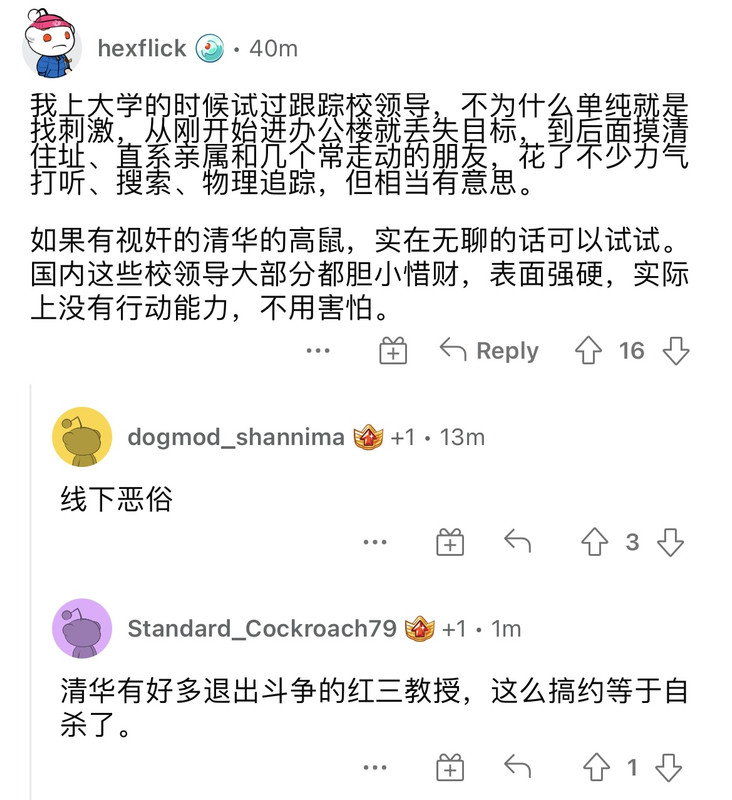 hexflick • 40m
我上大学的时候试过跟踪校领导，不为什么单纯就是
找刺激，从刚开始进办公楼就丢失目标，到后面摸清
住址、直系亲属和几个常走动的朋友，花了不少力气
打听、搜索、物理追踪，但相当有意思。
如果有视奸的清华的高鼠，实在无聊的话可以试试。
国内这些校领导大部分都胆小惜财，表面强硬，实际
上没有行动能力，不用害怕。
Reply 16
dogmod_shannima +1 • 13m
线下恶俗
3
Standard_Cockroach79 +1 • 1m
清华有好多退出斗争的红三教授，这么搞约等于自
杀了。
1